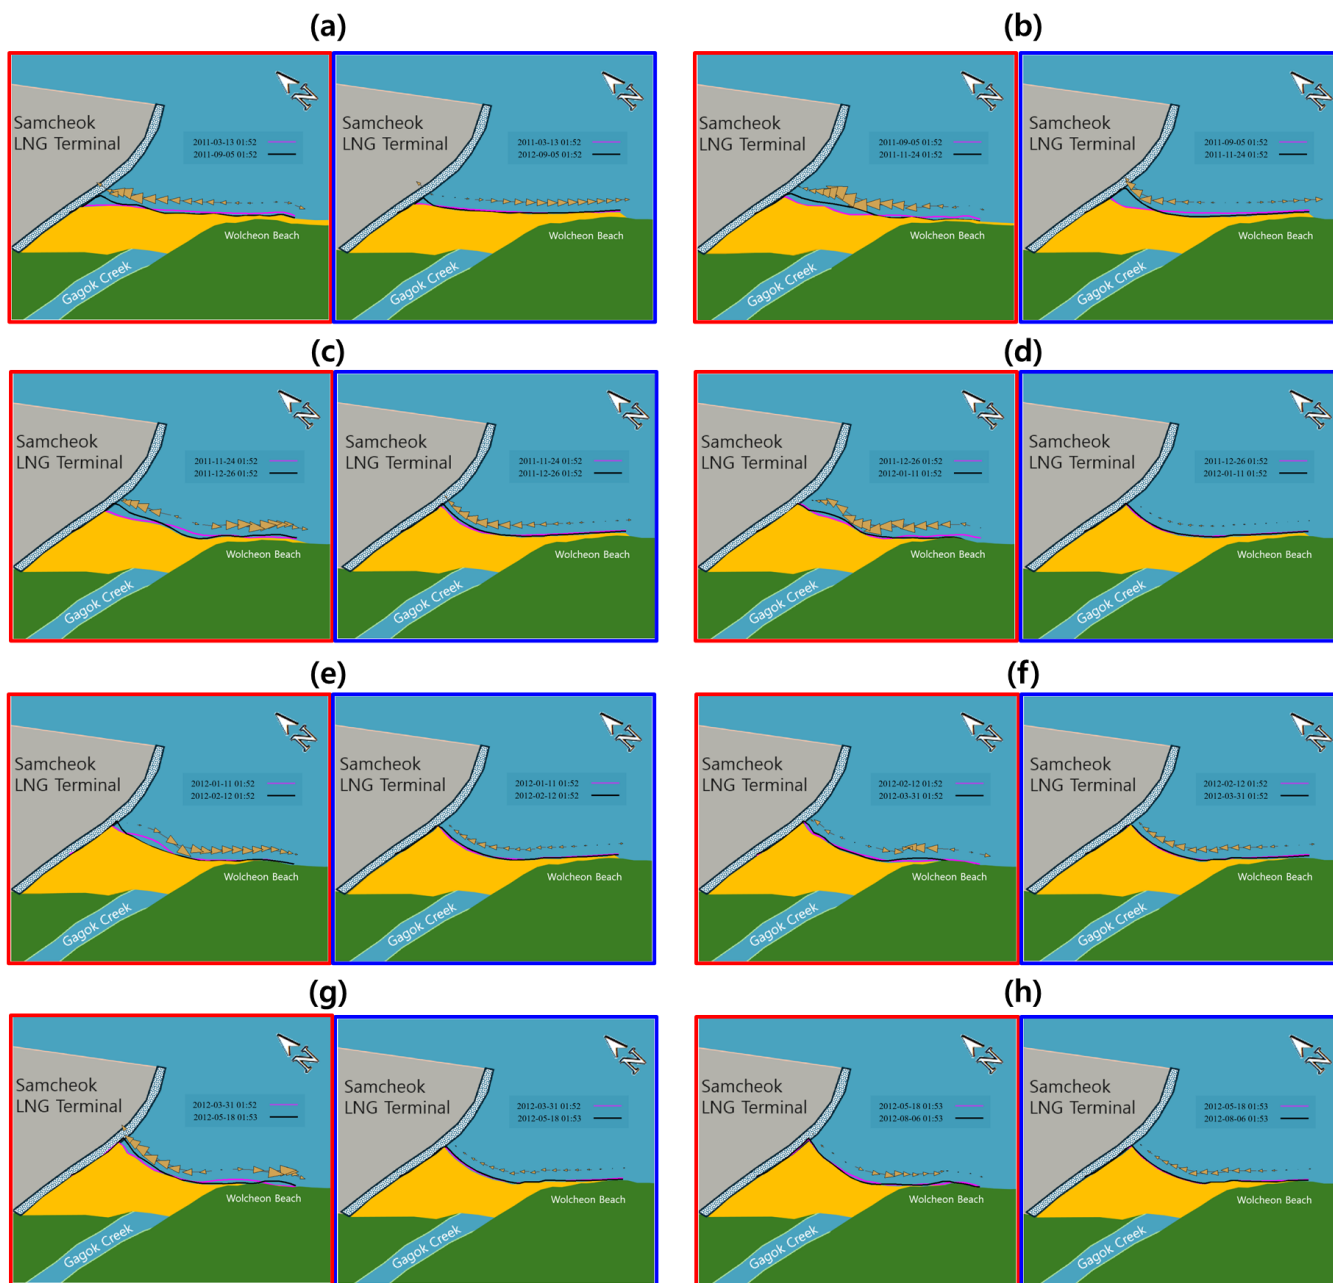 (a)
(b)
Samcheok
LNG Terminal
2011-03-13 01:52
2011-09-05 01:52
Wolcheon Beach
Gagok Creek
N
Samcheok
LNG Terminal
2011-03-13 01:52
2012-09-05 01:52
Wolcheon Beach
Gagok Creek
N
Samcheok
LNG Terminal
2011-09-05 01:52
2011-11-24 01:52
Wolcheon Beach
Gagok Creek
N
Samcheok
LNG Terminal
2011-09-05 01:52
2011-11-24 01:52
Wolcheon Beach
Gagok Creek
N
(c)
(d)
Samcheok
LNG Terminal
2011-11-24 01:52
2011-12-26 01:52
Wolcheon Beach
Gagok Creek
N
Samcheok
LNG Terminal
2011-11-24 01:52
2011-12-26 01:52
Wolcheon Beach
Gagok Creek
N
Samcheok
LNG Terminal
2011-12-26 01:52
2012-01-11 01:52
Wolcheon Beach
Gagok Creek
N
Samcheok
LNG Terminal
2011-12-26 01:52
2012-01-11 01:52
Wolcheon Beach
Gagok Creek
N
(e)
(f)
Samcheok
LNG Terminal
2012-01-11 01:52
2012-02-12 01:52
Wolcheon Beach
Gagok Creek
N
Samcheok
LNG Terminal
2012-01-11 01:52
2012-02-12 01:52
Wolcheon Beach
Gagok Creek
N
Samcheok
LNG Terminal
2012-02-12 01:52
2012-03-31 01:52
Wolcheon Beach
Gagok Creek
N
Samcheok
LNG Terminal
2012-02-12 01:52
2012-03-31 01:52
Wolcheon Beach
Gagok Creek
N
(g)
(h)
Samcheok
LNG Terminal
2012-03-31 01:52
2012-05-18 01:53
Wolcheon Beach
Gagok Creek
N
Samcheok
LNG Terminal
2012-03-31 01:52
2012-05-18 01:53
Wolcheon Beach
Gagok Creek
N
Samcheok
LNG Terminal
2012-05-18 01:53
2012-08-06 01:53
Wolcheon Beach
Gagok Creek
N
Samcheok
LNG Terminal
2012-05-18 01:53
2012-08-06 01:53
Wolcheon Beach
Gagok Creek
N